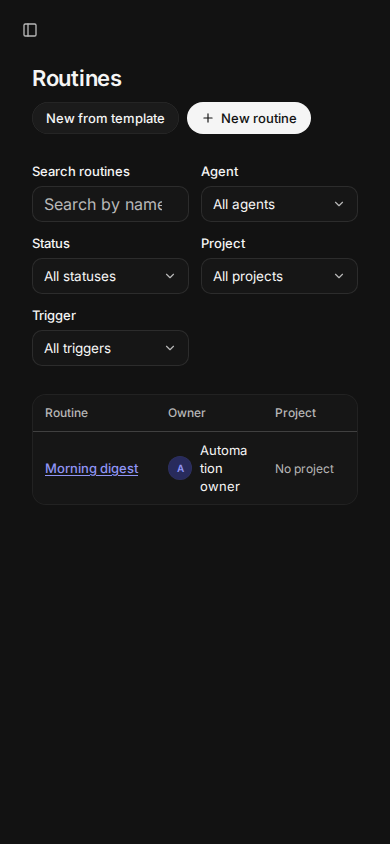 Routines
New from template
New routine
Search routines
Agent
Search by name
All agents
Status
Project
All statuses
All projects
Trigger
All triggers
Routine
Owner
Project
Morning digest
A
Automa
tion
owner
No project